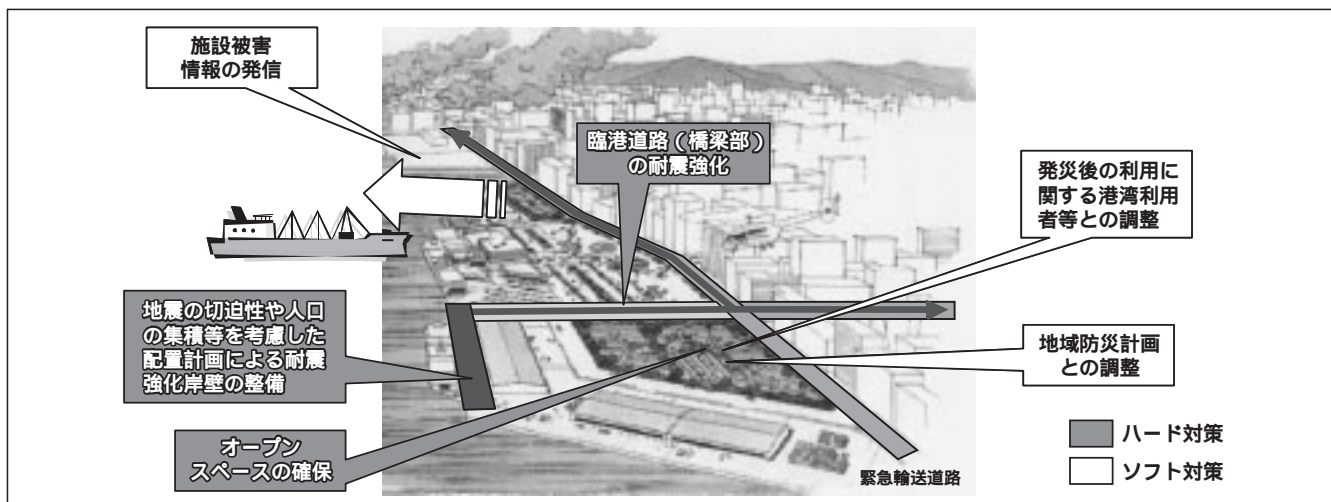 施設被害
情報の発信
臨港道路（橋梁部）
の耐震強化
発災後の利用に
関する港湾利用
者等との調整
地震の切迫性や人口
の集積等を考慮した
配置計画による耐震
強化岸壁の整備
地域防災計画
との調整
オープン
スペースの確保
緊急輸送道路
ハード対策
ソフト対策